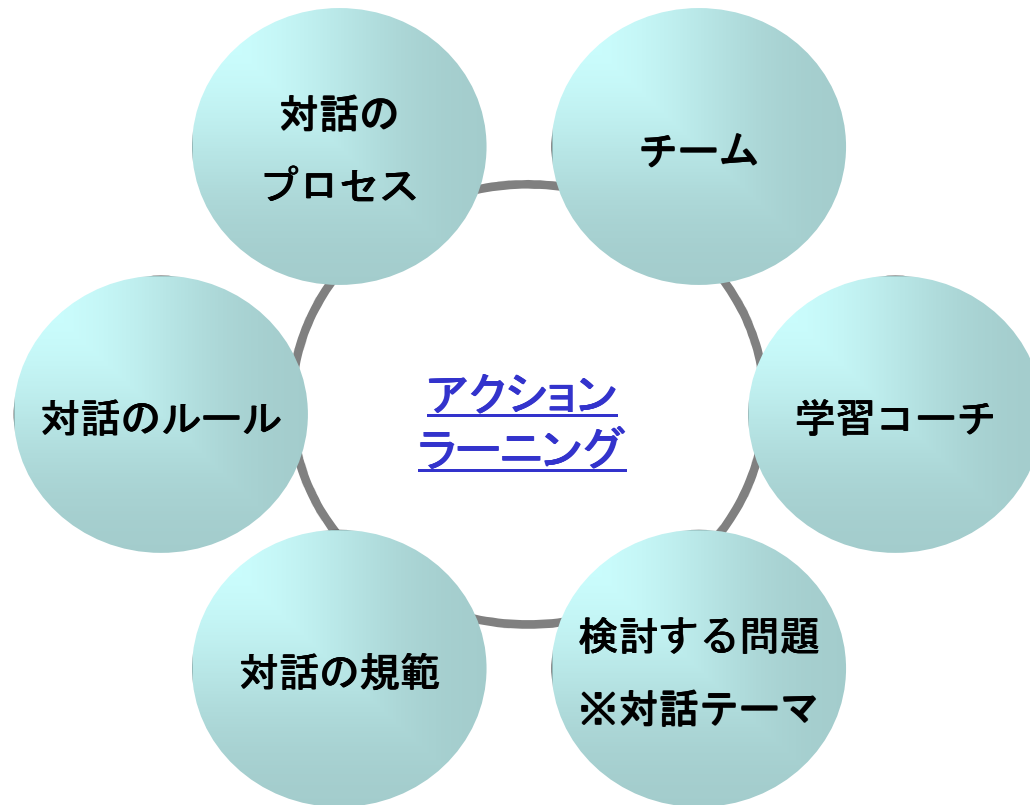 対話の
プロセス
チーム
対話のルール
アクション
ラーニング
学習コーチ
対話の規範
検討する問題
※対話テーマ